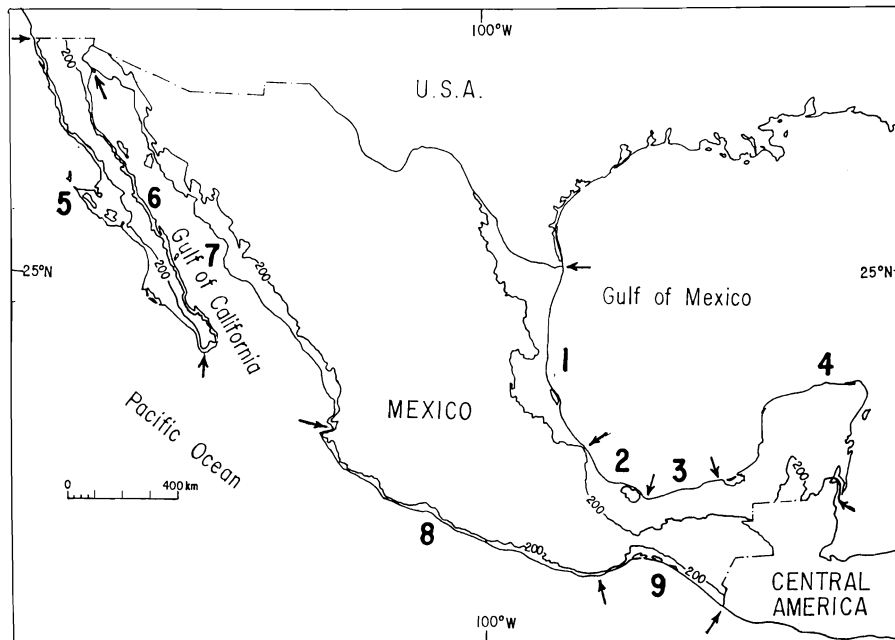 100°W
U.S.A.
200
200
5
6
7
Gulf of California
200
200
25°N
25°N
Gulf of Mexico
1
4
MEXICO
Pacific Ocean
0 400 km
2
3
200
200
8
200
9
200
CENTRAL
AMERICA
100°W